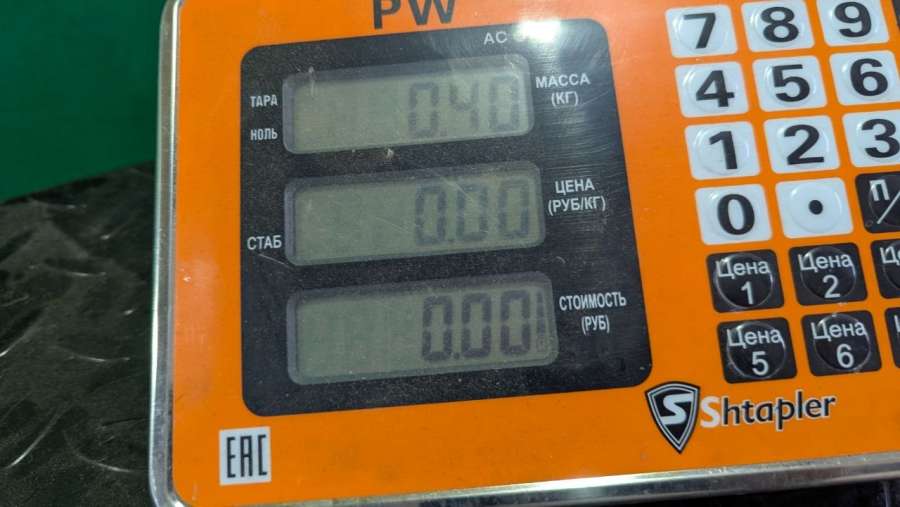 PW
AC
ТАРА
НОЛЬ
0.40
МАССА
(КГ)
СТАБ
0.00
ЦЕНА
(РУБ/КГ)
0.00
СТОИМОСТЬ
(РУБ)
7 8 9
4 5 6
1 2 3
0 •
Цена
1
Цена
2
Цена
5
Цена
6
S Shtapler
EAC